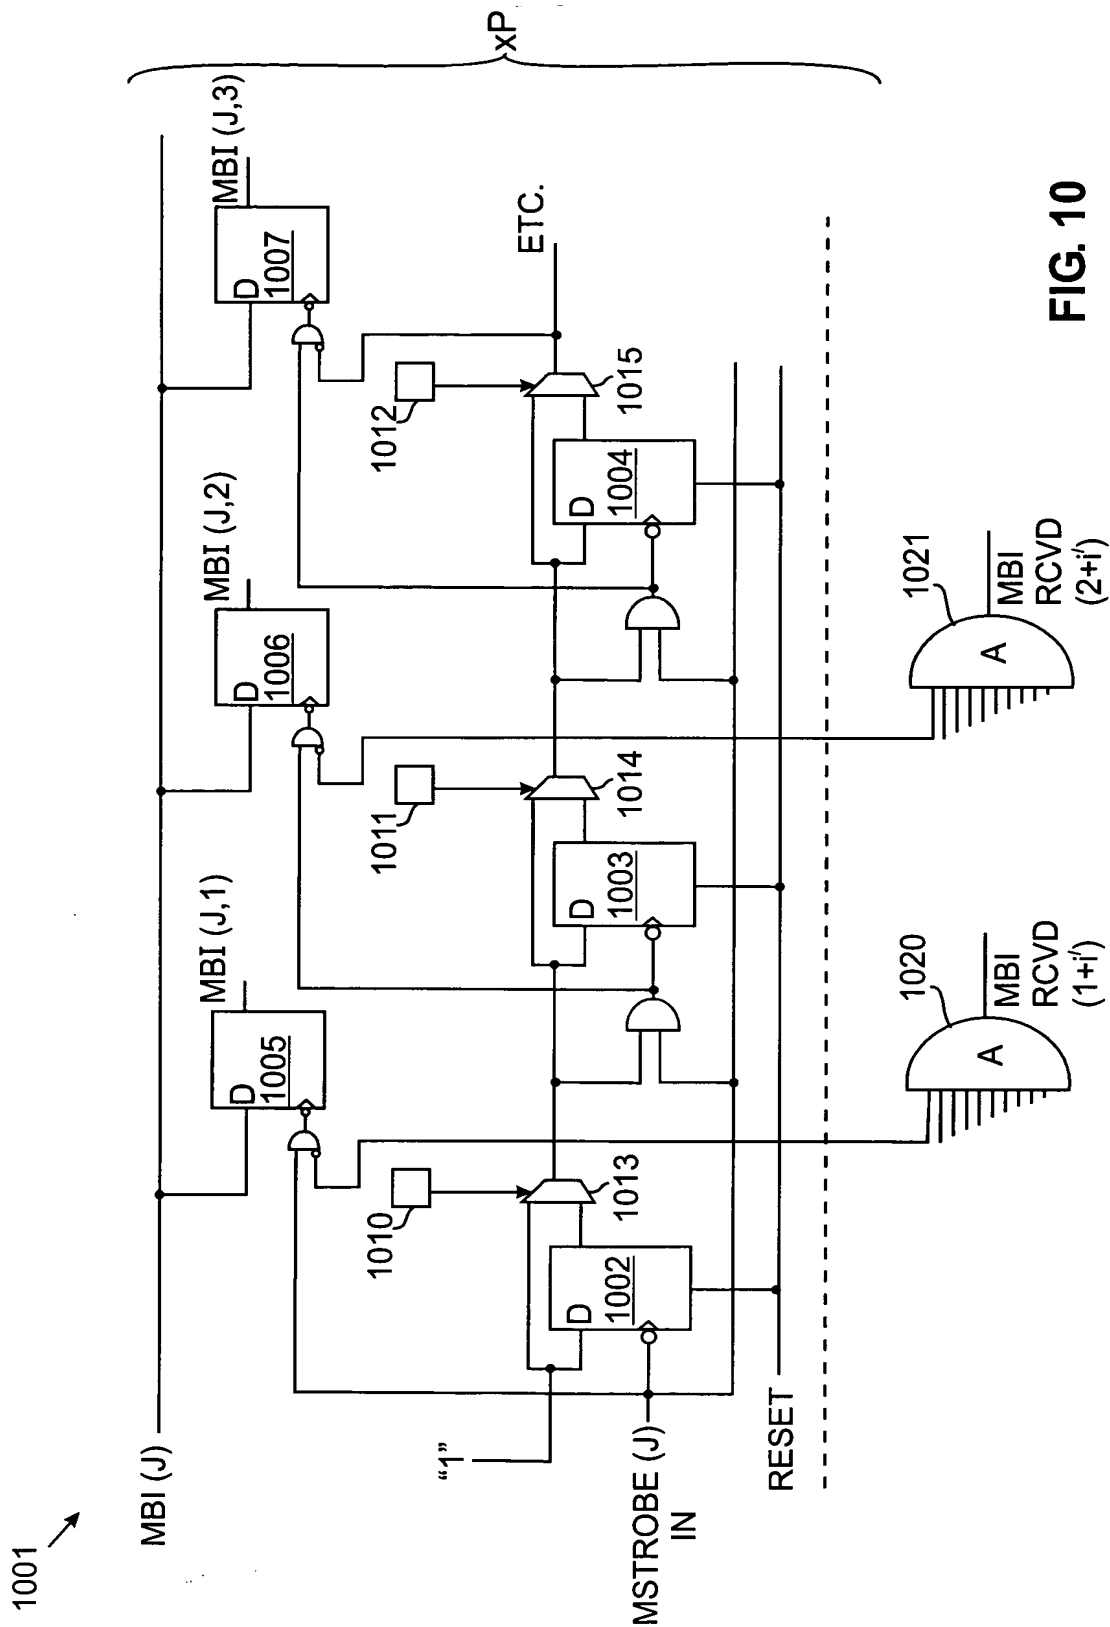 1001
xP
MBI (J)
MBI (J,1)
MBI (J,2)
MBI (J,3)
D
1005
D
1006
D
1007
1010
1011
1012
1013
1014
1015
ETC.
"1"
D
1002
D
1003
D
1004
MSTROBE (J)
IN
RESET
1020
A
MBI
RCVD
(1+i')
1021
A
MBI
RCVD
(2+i')
FIG. 10